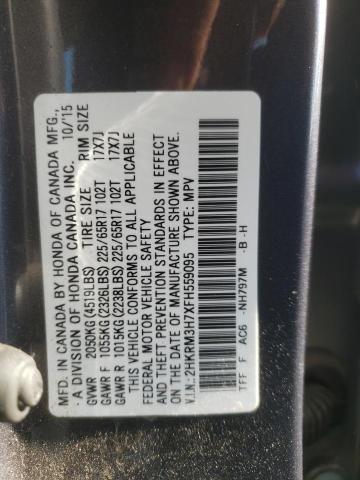 MFD. IN CANADA BY HONDA OF CANADA MFG.,
- A DIVISION OF HONDA CANADA INC. 10/15
GVWR 2050KG(4519LBS) TIRE SIZE RIM SIZE
GAWR F 1055KG(2326LBS) 225/65R17 102T 17X7J
GAWR R 1015KG(2238LBS) 225/65R17 102T 17X7J
THIS VEHICLE CONFORMS TO ALL APPLICABLE
FEDERAL MOTOR VEHICLE SAFETY
AND THEFT PREVENTION STANDARDS IN EFFECT
ON THE DATE OF MANUFACTURE SHOWN ABOVE.
V.I.N.: 2HKRM3H7XFH559095 TYPE: MPV
TFF F AC6 -NH797M -B -H